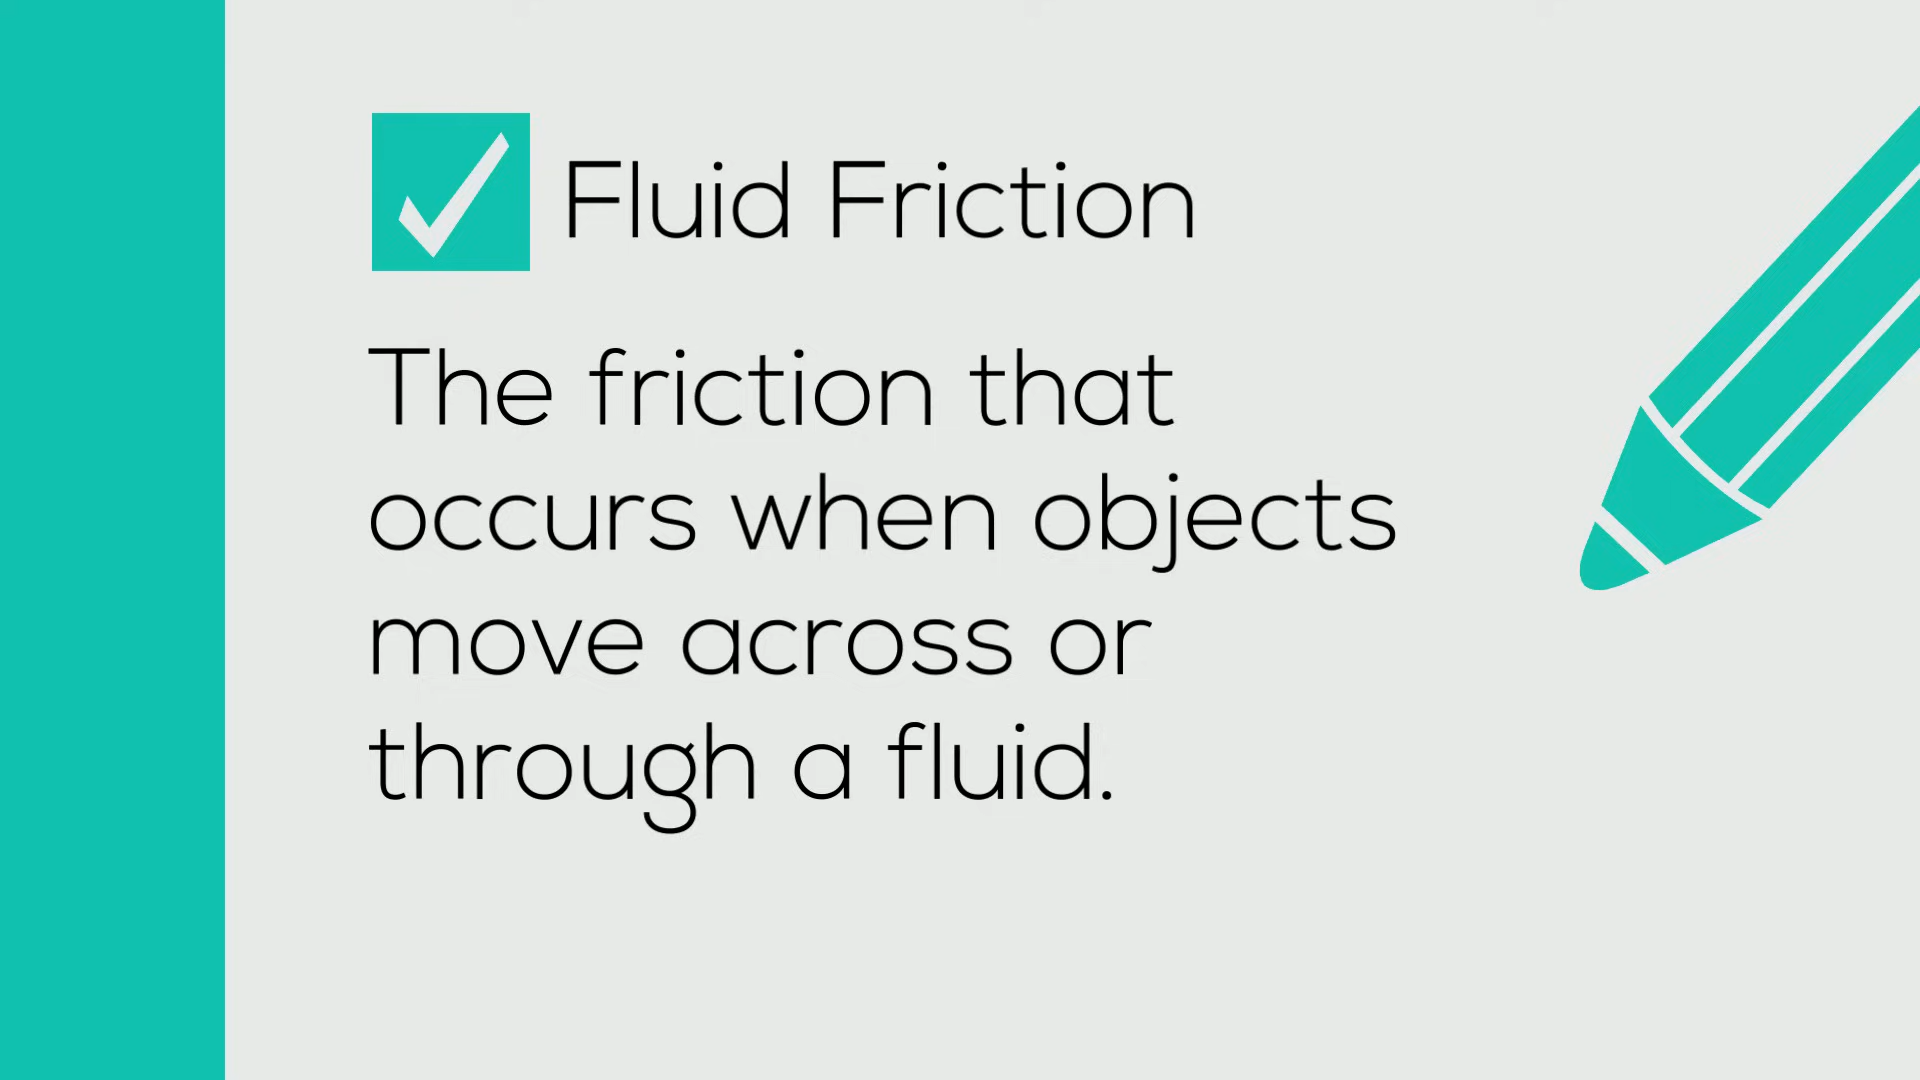 Fluid Friction
The friction that
occurs when objects
move across or
through a fluid.